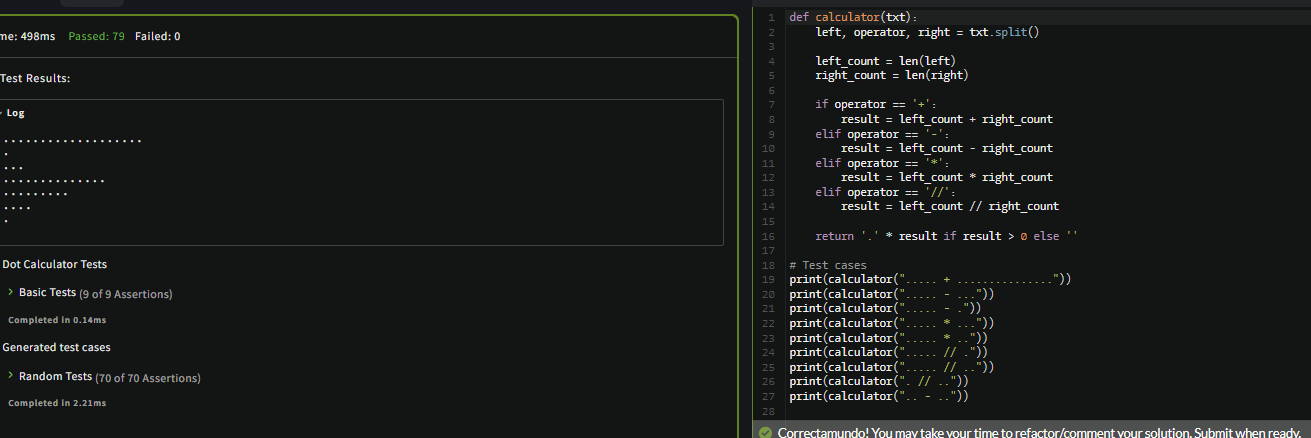 me: 498ms Passed: 79 Failed: 0
Test Results:
Log
...................
.
...
..............
.........
....
.
Dot Calculator Tests
> Basic Tests (9 of 9 Assertions)
Completed in 0.14ms
Generated test cases
> Random Tests (70 of 70 Assertions)
Completed in 2.21ms
1 def calculator(txt):
2     left, operator, right = txt.split()
3
4     left_count = len(left)
5     right_count = len(right)
6
7     if operator == '+':
8         result = left_count + right_count
9     elif operator == '-':
10         result = left_count - right_count
11     elif operator == '*':
12         result = left_count * right_count
13     elif operator == '//':
14         result = left_count // right_count
15
16     return '.' * result if result > 0 else ''
17
18 # Test cases
19 print(calculator("..... + ..............."))
20 print(calculator("..... - ..."))
21 print(calculator("..... - ."))
22 print(calculator("..... * ..."))
23 print(calculator("..... * .."))
24 print(calculator("..... // ."))
25 print(calculator("..... // .."))
26 print(calculator(". // .."))
27 print(calculator(".. - .."))
28
Correctamundo! You may take your time to refactor/comment your solution. Submit when ready.